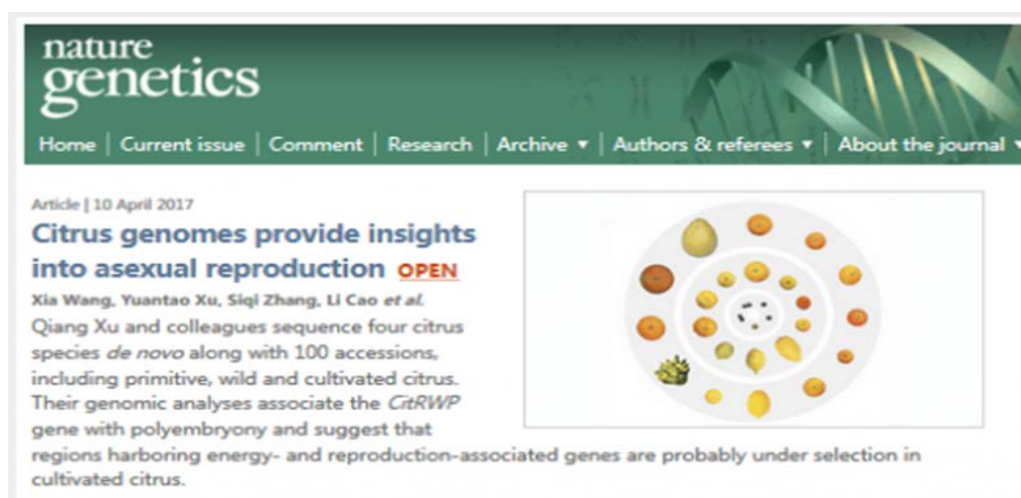 nature
genetics
Home | Current issue | Comment | Research | Archive ▾ | Authors & referees ▾ | About the journal ▾
Article | 10 April 2017
Citrus genomes provide insights
into asexual reproduction OPEN
Xia Wang, Yuantao Xu, Siqi Zhang, Li Cao et al.
Qiang Xu and colleagues sequence four citrus
species de novo along with 100 accessions,
including primitive, wild and cultivated citrus.
Their genomic analyses associate the CitRWP
gene with polyembryony and suggest that
regions harboring energy- and reproduction-associated genes are probably under selection in
cultivated citrus.